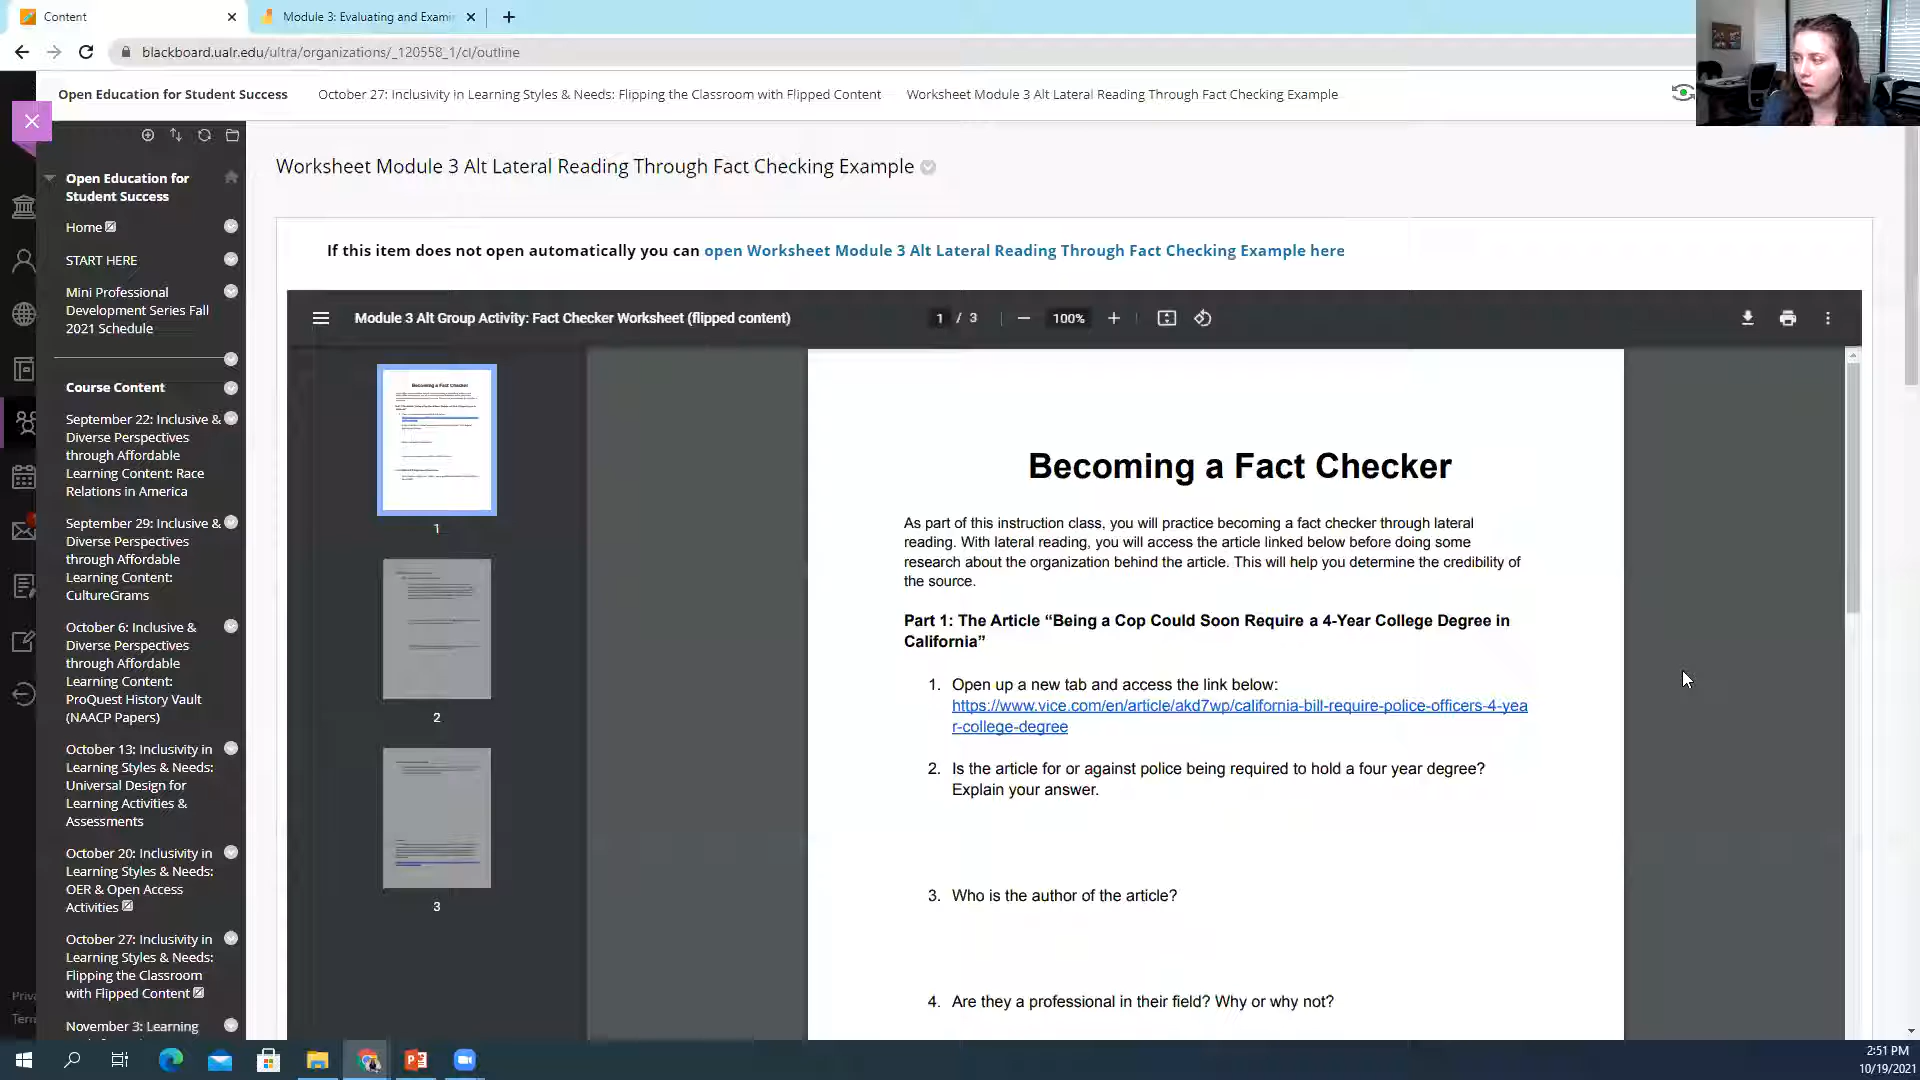 Content
Module 3: Evaluating and Exami
blackboard.ualr.edu/ultra/organizations/_120558_1/cl/outline
Open Education for Student Success
October 27: Inclusivity in Learning Styles & Needs: Flipping the Classroom with Flipped Content
Worksheet Module 3 Alt Lateral Reading Through Fact Checking Example
Open Education for
Student Success
Home
START HERE
Mini Professional
Development Series Fall
2021 Schedule
Course Content
September 22: Inclusive &
Diverse Perspectives
through Affordable
Learning Content: Race
Relations in America
September 29: Inclusive &
Diverse Perspectives
through Affordable
Learning Content:
CultureGrams
October 6: Inclusive &
Diverse Perspectives
through Affordable
Learning Content:
ProQuest History Vault
(NAACP Papers)
October 13: Inclusivity in
Learning Styles & Needs:
Universal Design for
Learning Activities &
Assessments
October 20: Inclusivity in
Learning Styles & Needs:
OER & Open Access
Activities
October 27: Inclusivity in
Learning Styles & Needs:
Flipping the Classroom
with Flipped Content
November 3: Learning
Priva
Term
Worksheet Module 3 Alt Lateral Reading Through Fact Checking Example
If this item does not open automatically you can open Worksheet Module 3 Alt Lateral Reading Through Fact Checking Example here
Module 3 Alt Group Activity: Fact Checker Worksheet (flipped content)
1 / 3
100%
Becoming a Fact Checker
1
2
3
Becoming a Fact Checker
As part of this instruction class, you will practice becoming a fact checker through lateral
reading. With lateral reading, you will access the article linked below before doing some
research about the organization behind the article. This will help you determine the credibility of
the source.
Part 1: The Article “Being a Cop Could Soon Require a 4-Year College Degree in
California”
1. Open up a new tab and access the link below:
https://www.vice.com/en/article/akd7wp/california-bill-require-police-officers-4-yea
r-college-degree
2. Is the article for or against police being required to hold a four year degree?
Explain your answer.
3. Who is the author of the article?
4. Are they a professional in their field? Why or why not?
2:51 PM
10/19/2021